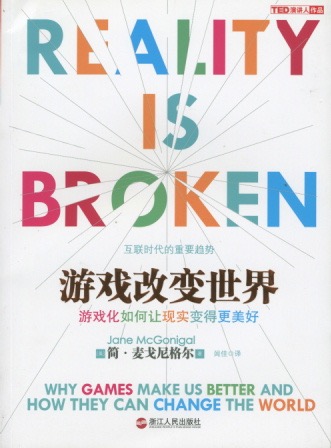 TED演讲人作品
REALITY
IS
BROKEN
互联时代的重要趋势
游戏改变世界
游戏化如何让现实变得更美好
Jane McGonigal
[美] 简·麦戈尼格尔 著 闾佳◎译
WHY GAMES MAKE US BETTER AND
HOW THEY CAN CHANGE THE WORLD
浙江人民出版社